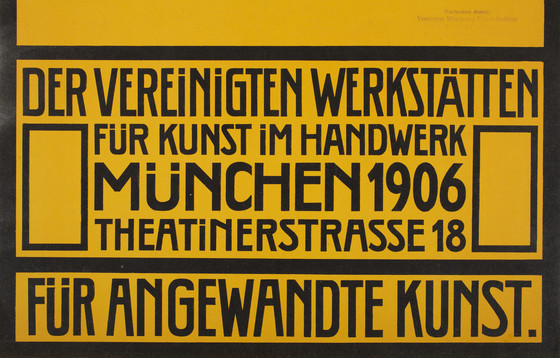 DER VEREINIGTEN WERKSTÄTTEN
FÜR KUNST IM HANDWERK
MÜNCHEN 1906
THEATINERSTRASSE 18
FÜR ANGEWANDTE KUNST.